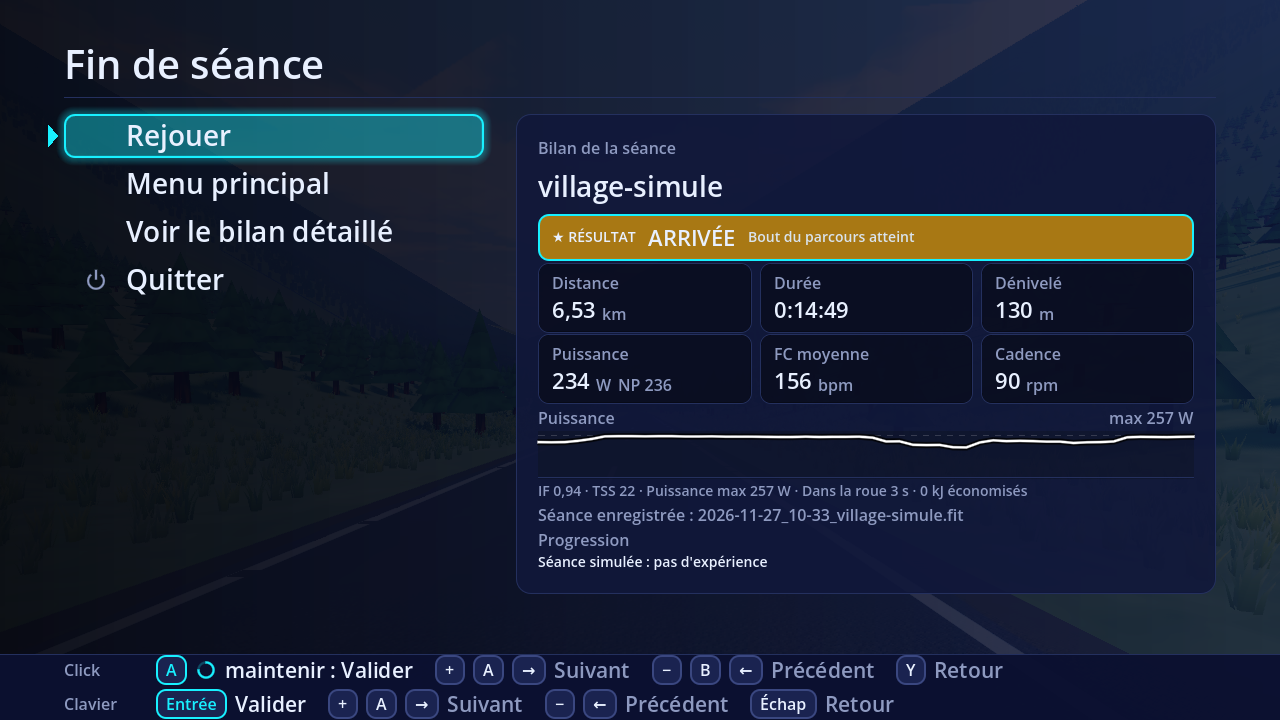 Fin de séance
Rejouer
Menu principal
Voir le bilan détaillé
Quitter
Bilan de la séance
village-simule
★ RÉSULTAT ARRIVÉE Bout du parcours atteint
Distance Durée Dénivelé
6,53 km 0:14:49 130 m
Puissance FC moyenne Cadence
234 W NP 236 156 bpm 90 rpm
Puissance max 257 W
IF 0,94 · TSS 22 · Puissance max 257 W · Dans la roue 3 s · 0 kJ économisés
Séance enregistrée : 2026-11-27_10-33_village-simule.fit
Progression
Séance simulée : pas d'expérience
Click A maintenir : Valider + A → Suivant − B ← Précédent Y Retour
Clavier Entrée Valider + A → Suivant − ← Précédent Échap Retour